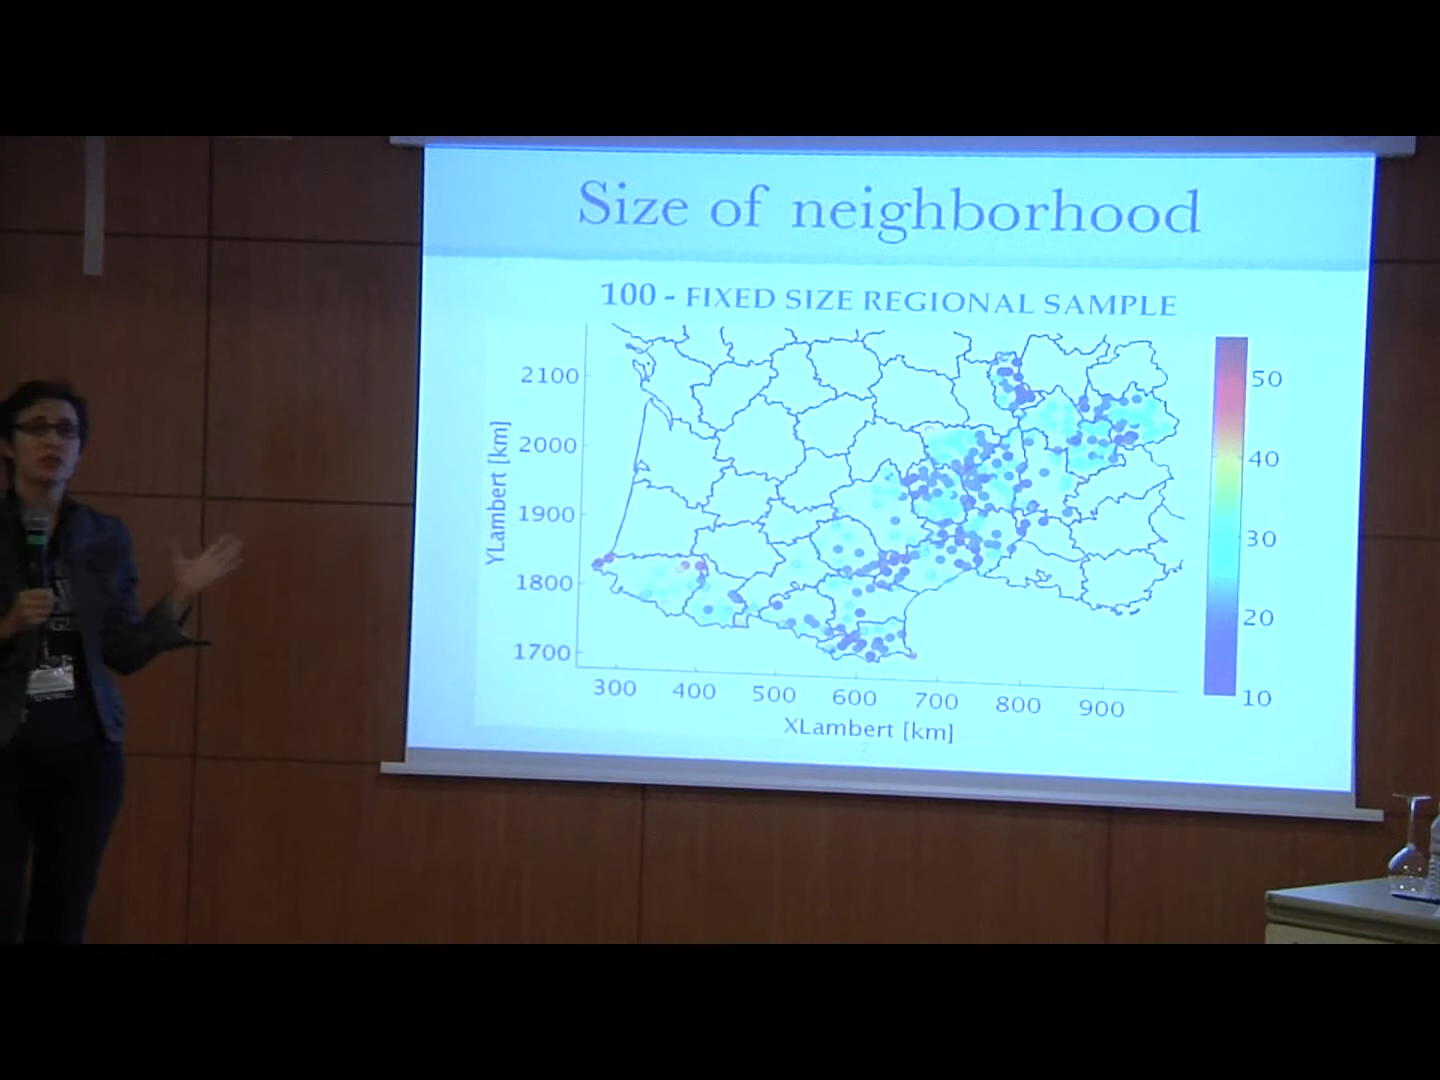 Size of neighborhood
100 - FIXED SIZE REGIONAL SAMPLE
YLambert [km]
2100
2000
1900
1800
1700
300 400 500 600 700 800 900
XLambert [km]
50
40
30
20
10